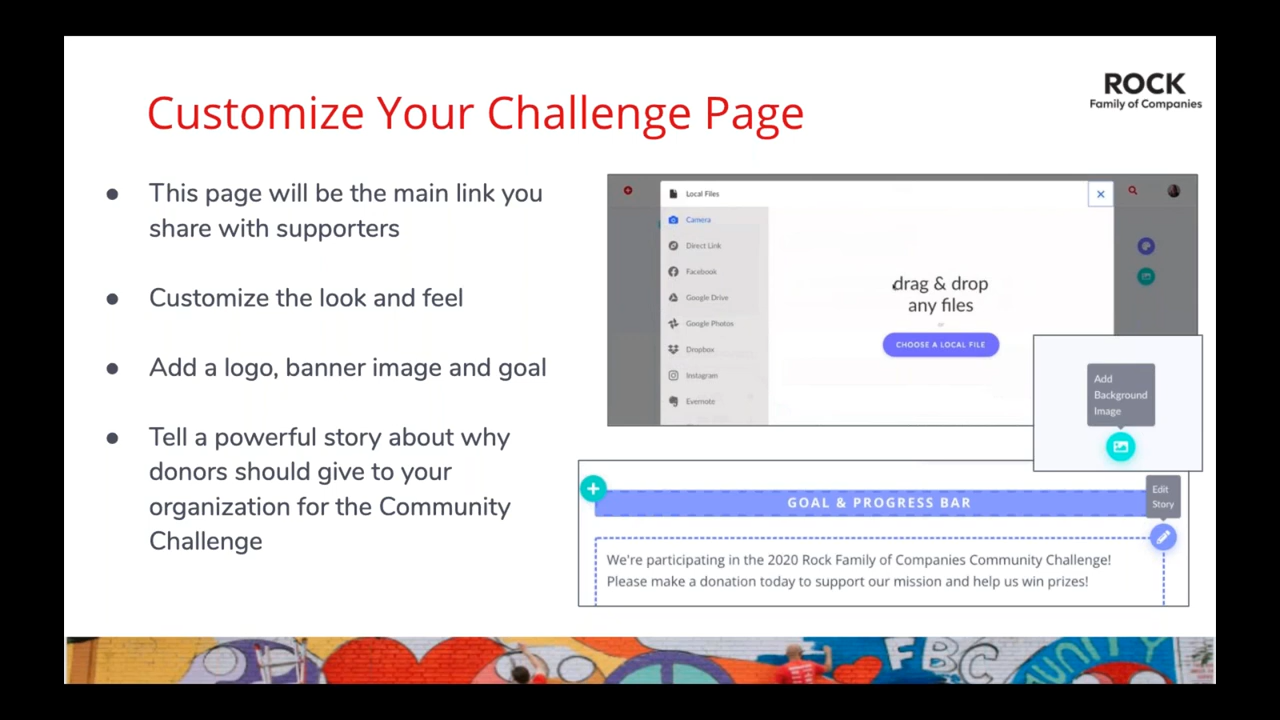 Customize Your Challenge Page
ROCK
Family of Companies
● This page will be the main link you
share with supporters
● Customize the look and feel
● Add a logo, banner image and goal
● Tell a powerful story about why
donors should give to your
organization for the Community
Challenge
Local Files
Camera
Direct Link
Facebook
Google Drive
Google Photos
Dropbox
Instagram
Evernote
drag & drop
any files
or
CHOOSE A LOCAL FILE
Add
Background
Image
GOAL & PROGRESS BAR
Edit
Story
We're participating in the 2020 Rock Family of Companies Community Challenge!
Please make a donation today to support our mission and help us win prizes!
FBC
UNITY